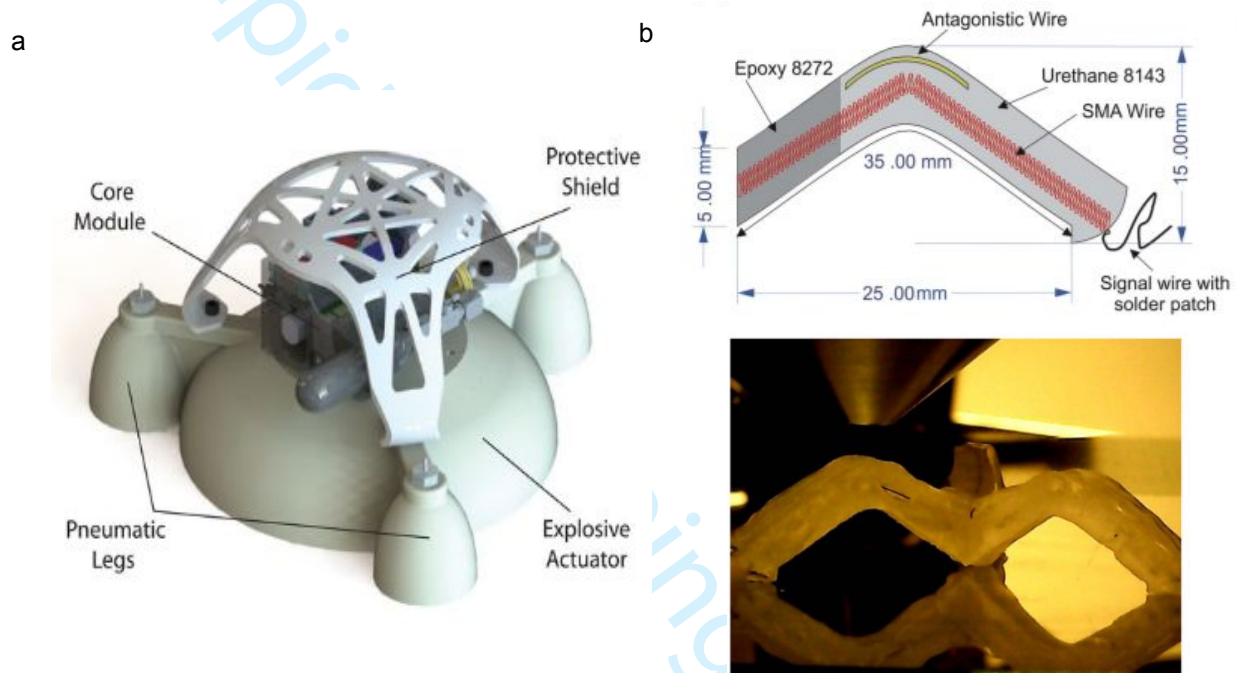 a
Core
Module
Protective
Shield
Pneumatic
Legs
Explosive
Actuator
b
Antagonistic Wire
Epoxy 8272
Urethane 8143
SMA Wire
35 .00 mm
5 .00 mm
15 .00mm
25 .00mm
Signal wire with
solder patch